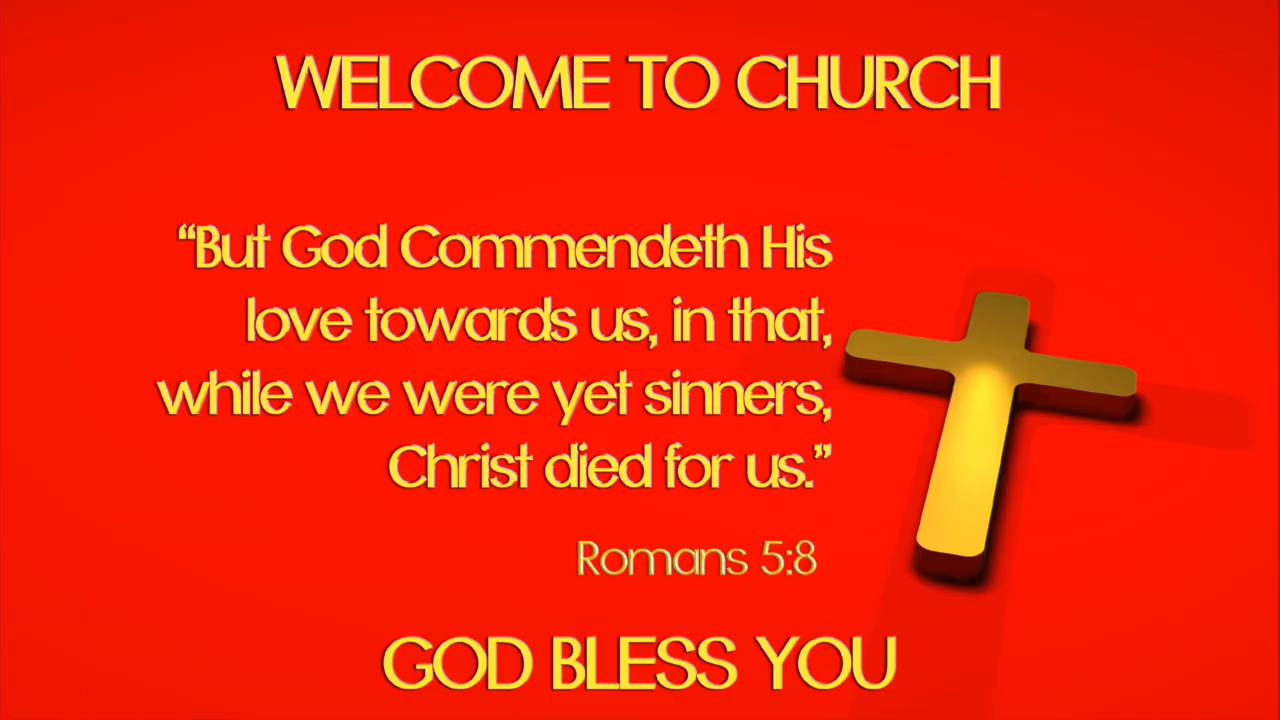 WELCOME TO CHURCH
“But God Commendeth His
love towards us, in that,
while we were yet sinners,
Christ died for us.”
Romans 5:8
GOD BLESS YOU